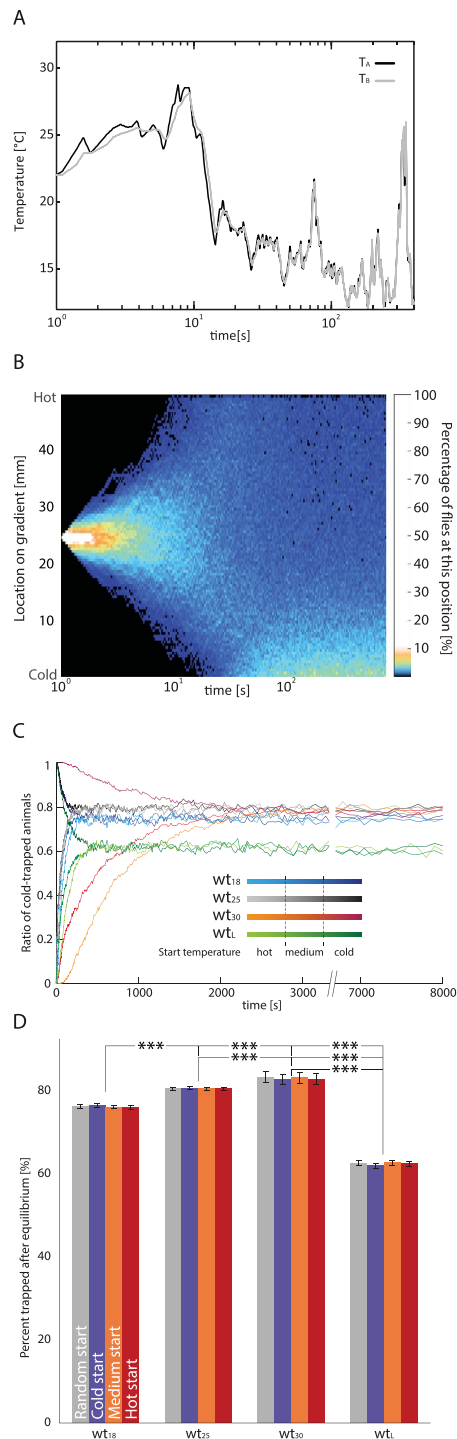 A
Temperature [°C]
30
25
20
15
TA
TB
10⁰
10¹
10²
time[s]
B
Location on gradient [mm]
Hot
40
30
20
10
Cold
10⁰
10¹
10²
time [s]
100
90
80
70
60
50
40
30
20
10
Percentage of flies at this position [%]
C
Ratio of cold-trapped animals
1
0.8
0.6
0.4
0.2
0
wt18
wt25
wt30
wtL
Start temperature hot medium cold
0 1000 2000 3000 7000 8000
time [s]
D
Percent trapped after equilibrium [%]
80
60
40
20
0
*** *** ***
*** ***
***
Random start
Cold start
Medium start
Hot start
wt18 wt25 wt30 wtL